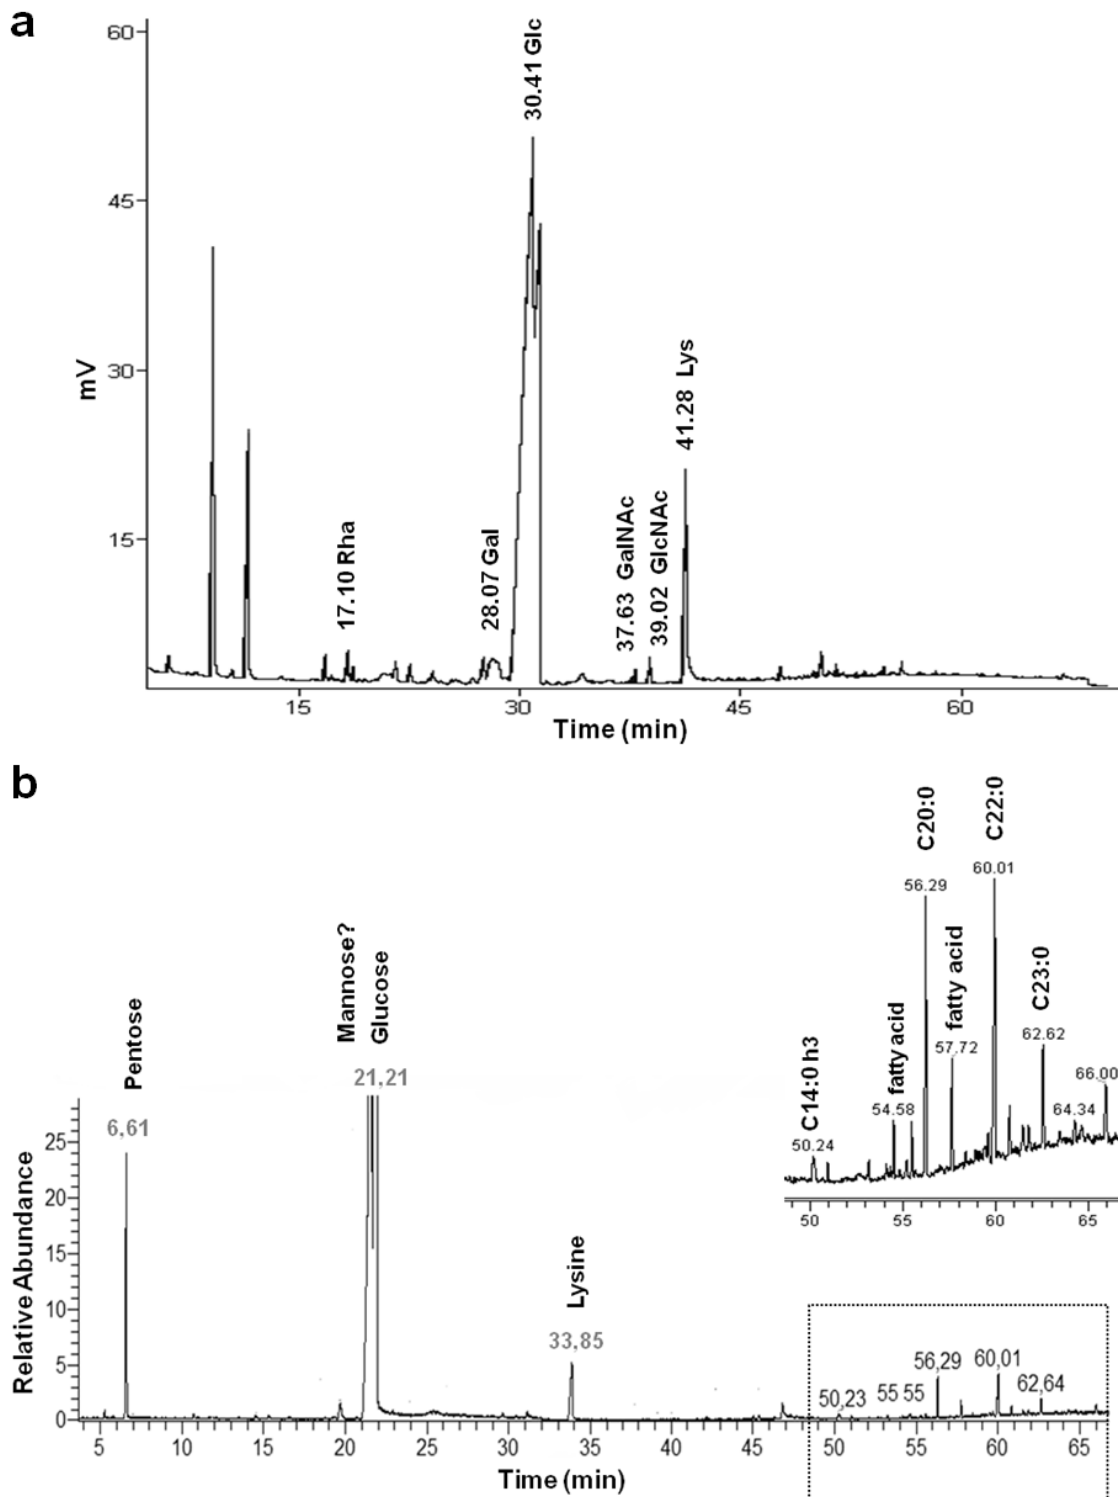 a
60
45
30
15
mV
17.10 Rha
28.07 Gal
30.41 Glc
37.63 GalNAc
39.02 GlcNAc
41.28 Lys
15
30
45
60
Time (min)
b
C14:0 h3
fatty acid
C20:0
fatty acid
C22:0
C23:0
50.24
54.58
56.29
57.72
60.01
62.62
64.34
66.00
50
55
60
65
Pentose
Mannose?
Glucose
Lysine
6,61
21,21
33,85
50,23
55 55
56,29
60,01
62,64
Relative Abundance
25
20
15
10
5
0
5
10
15
20
25
30
35
40
45
50
55
60
65
Time (min)